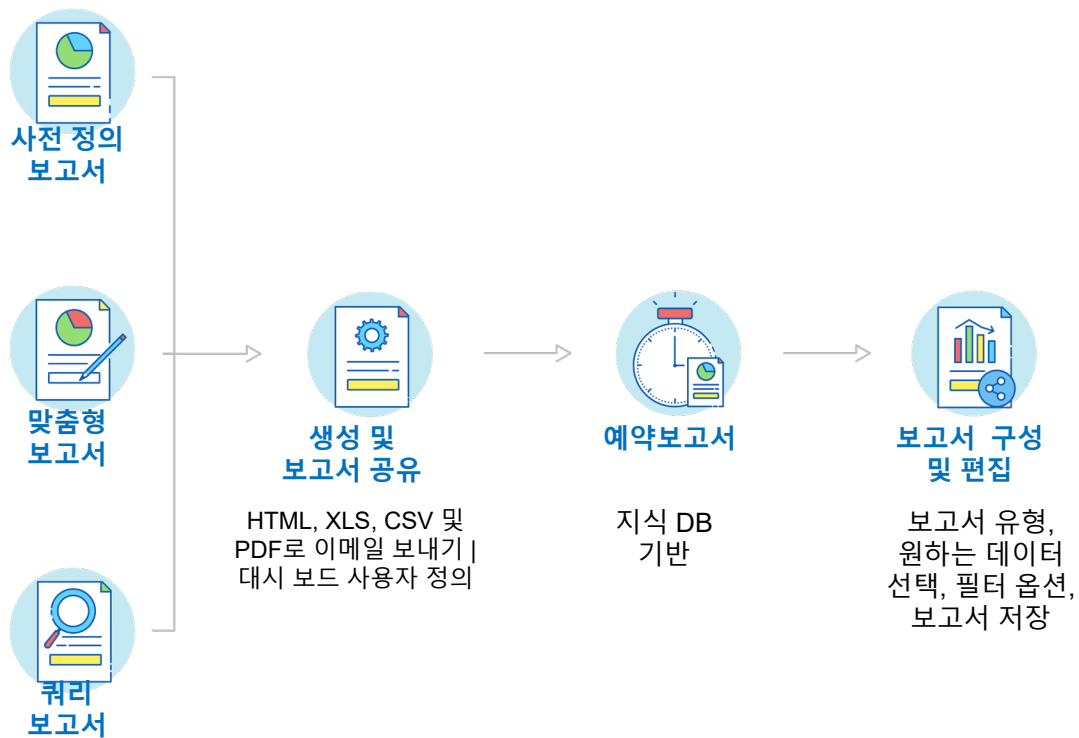 사전 정의
보고서
맞춤형
보고서
쿼리
보고서
생성 및
보고서 공유
HTML, XLS, CSV 및
PDF로 이메일 보내기 |
대시 보드 사용자 정의
예약보고서
지식 DB
기반
보고서 구성
및 편집
보고서 유형,
원하는 데이터
선택, 필터 옵션,
보고서 저장